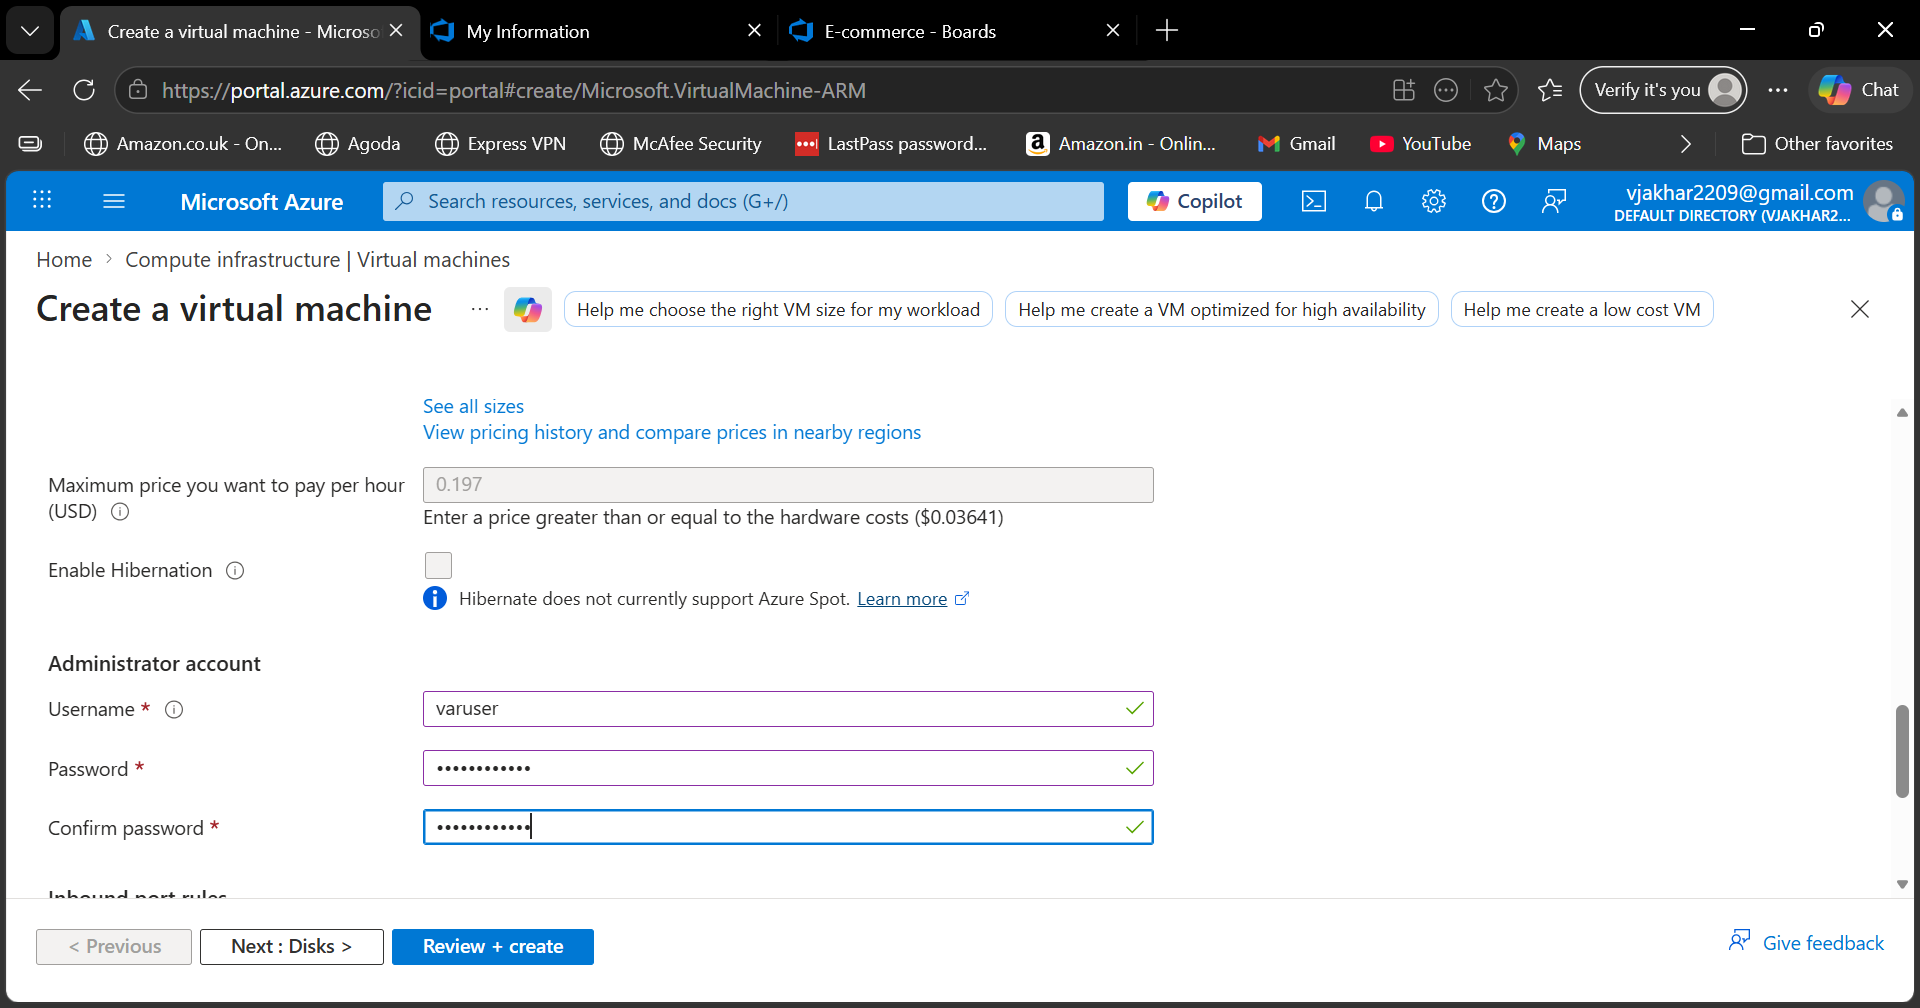 Create a virtual machine - Microso
My Information
E-commerce - Boards
https://portal.azure.com/?icid=portal#create/Microsoft.VirtualMachine-ARM
Verify it's you
Chat
Amazon.co.uk - On...
Agoda
Express VPN
McAfee Security
LastPass password...
Amazon.in - Onlin...
Gmail
YouTube
Maps
Other favorites
Microsoft Azure
Search resources, services, and docs (G+/)
Copilot
vjakhar2209@gmail.com
DEFAULT DIRECTORY (VJAKHAR2...
Home > Compute infrastructure | Virtual machines
Create a virtual machine
...
Help me choose the right VM size for my workload
Help me create a VM optimized for high availability
Help me create a low cost VM
See all sizes
View pricing history and compare prices in nearby regions
Maximum price you want to pay per hour
(USD)
0.197
Enter a price greater than or equal to the hardware costs ($0.03641)
Enable Hibernation
Hibernate does not currently support Azure Spot. Learn more
Administrator account
Username *
varuser
Password *
••••••••••••
Confirm password *
••••••••••••
Inbound port rules
< Previous
Next : Disks >
Review + create
Give feedback